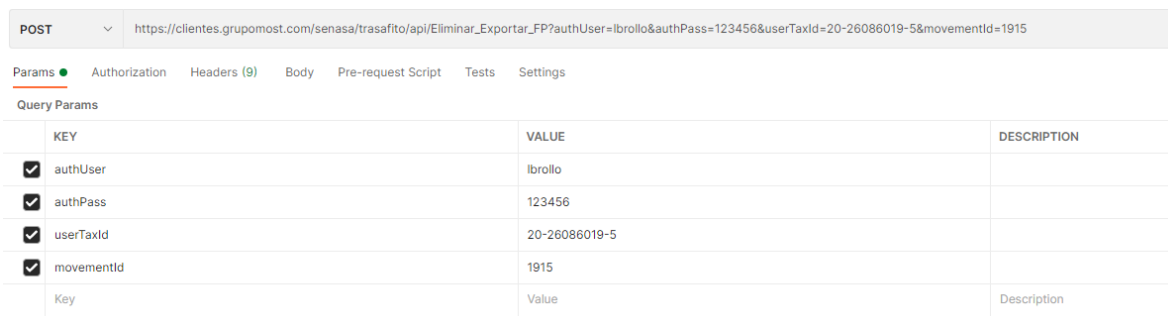 POST https://clientes.grupomost.com/senasa/trasafito/api/Eliminar_Exportar_FP?authUser=lbrollo&authPass=123456&userTaxId=20-26086019-5&movementId=1915
Params Authorization Headers (9) Body Pre-request Script Tests Settings
Query Params
KEY VALUE DESCRIPTION
authUser lbrollo
authPass 123456
userTaxId 20-26086019-5
movementId 1915
Key Value Description